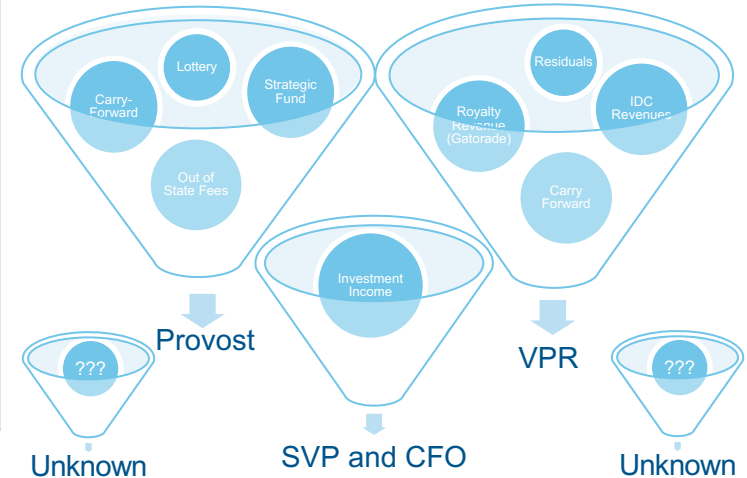 Lottery
Carry-
Forward
Strategic
Fund
Out of
State Fees
Residuals
Royalty
Revenue
(Gatorade)
IDC
Revenues
Carry
Forward
Investment
Income
Provost
VPR
???
???
Unknown
SVP and CFO
Unknown